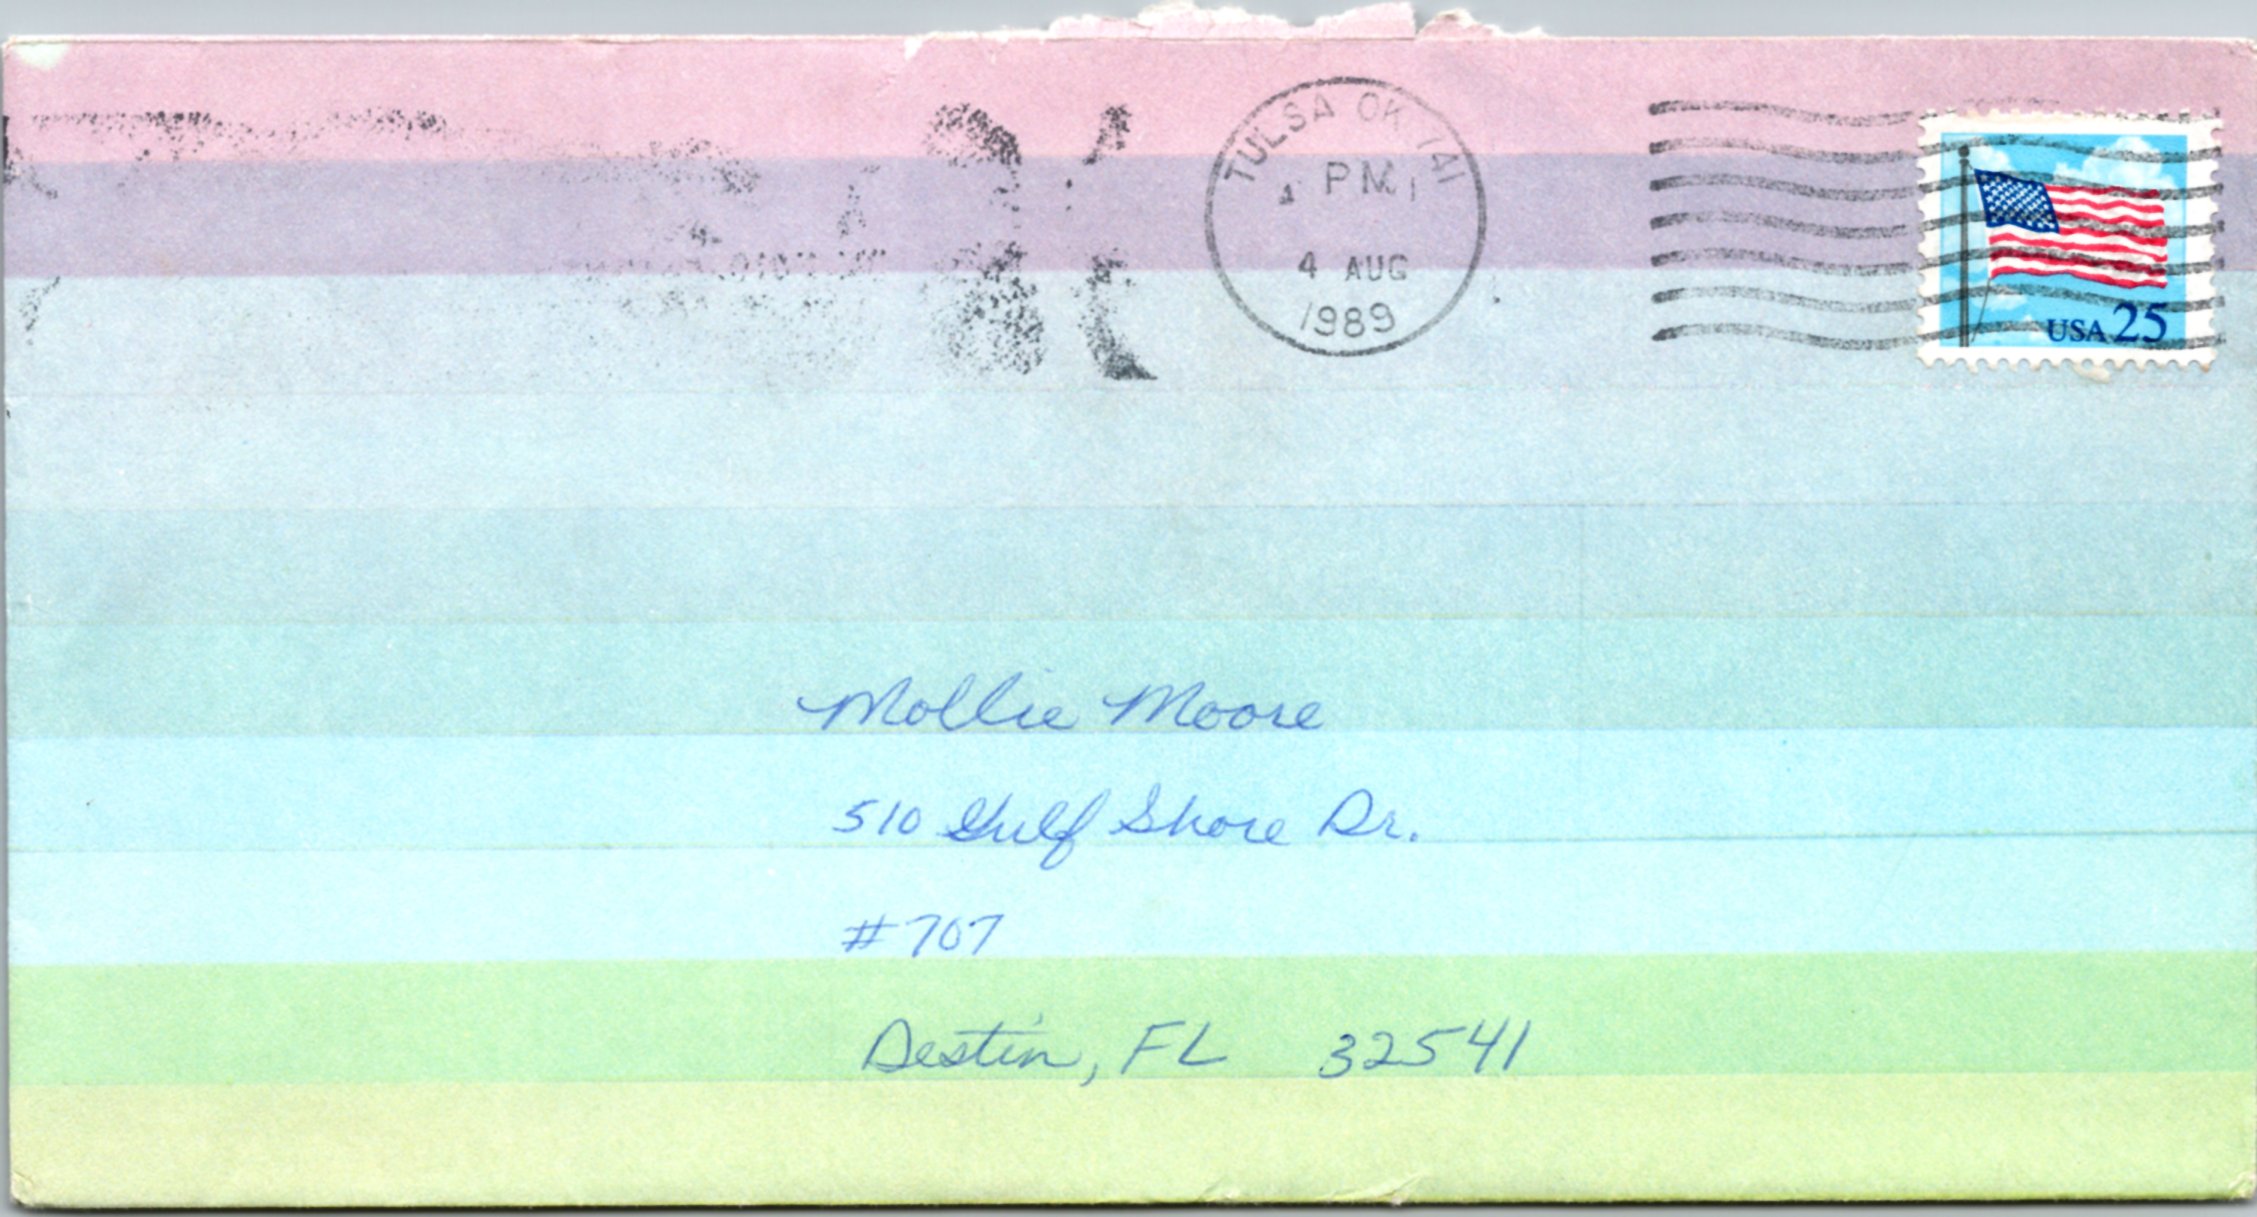 TULSA OK 741
PM
4 AUG
1989
USA 25
Mollie Moore
510 Gulf Shore Dr.
#707
Destin, FL 32541